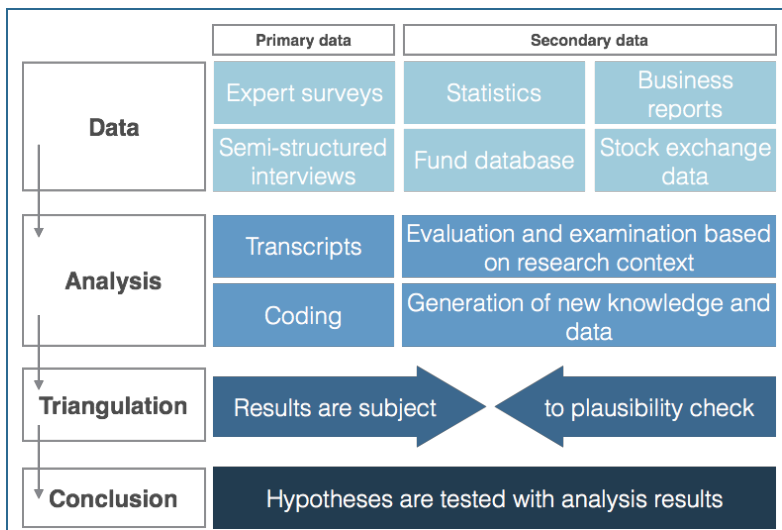 Primary data
Secondary data
Data
Expert surveys
Statistics
Business
reports
Semi-structured
interviews
Fund database
Stock exchange
data
Analysis
Transcripts
Evaluation and examination based
on research context
Coding
Generation of new knowledge and
data
Triangulation
Results are subject
to plausibility check
Conclusion
Hypotheses are tested with analysis results